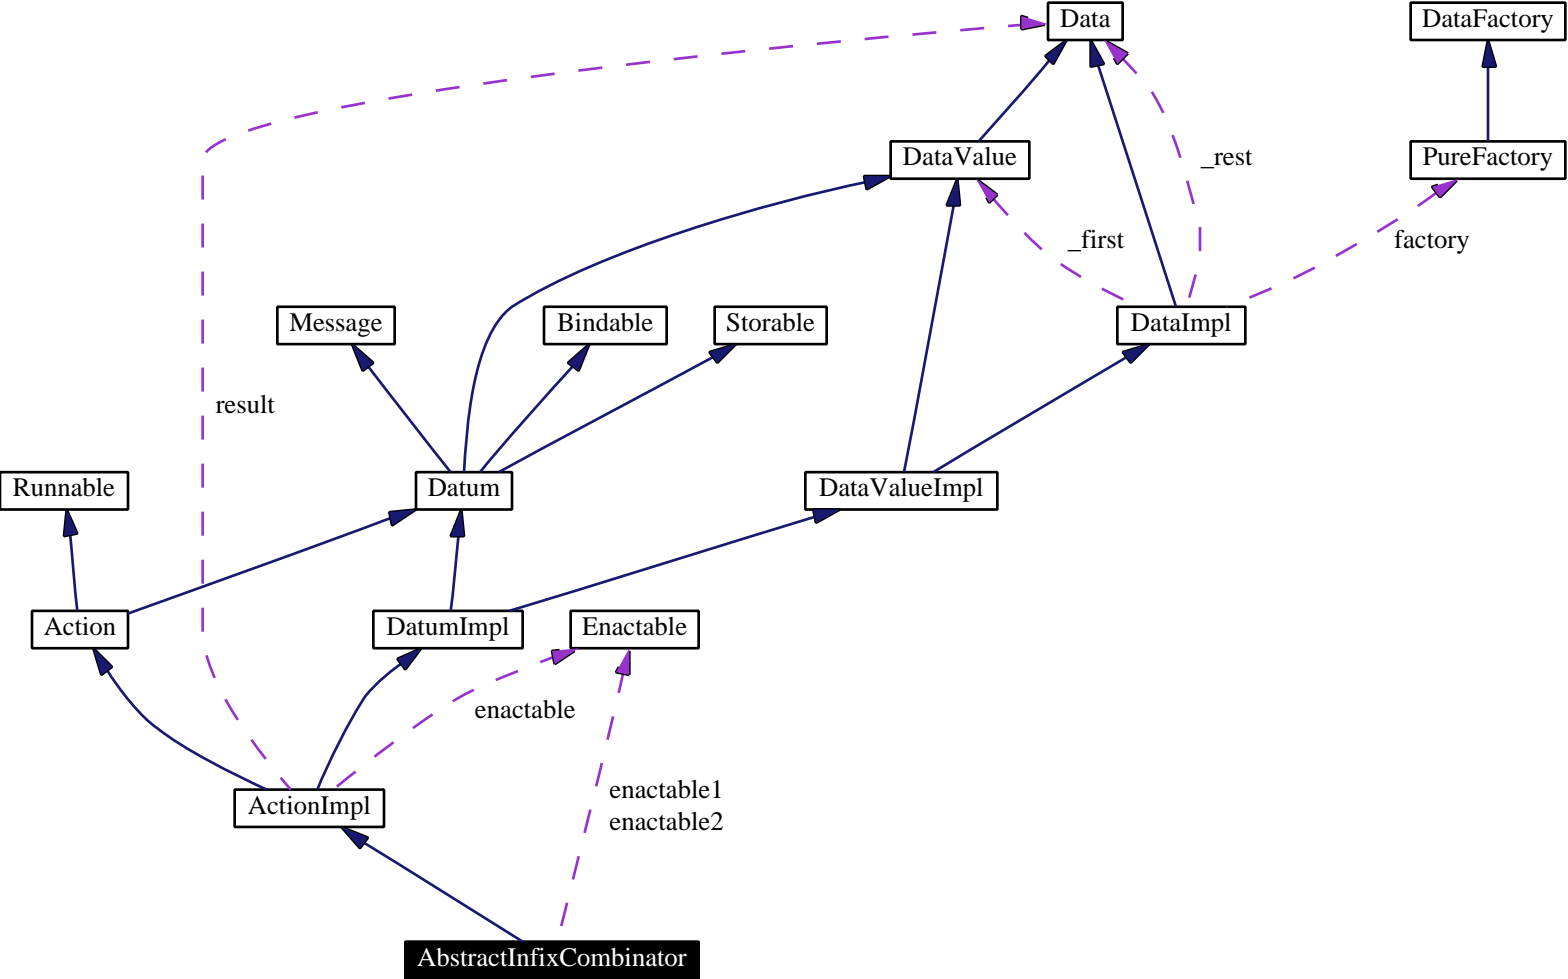 Data
DataFactory
DataValue
_rest
PureFactory
_first
factory
Message
Bindable
Storable
DataImpl
result
Runnable
Datum
DataValueImpl
Action
DatumImpl
Enactable
enactable
enactable1
enactable2
ActionImpl
AbstractInfixCombinator